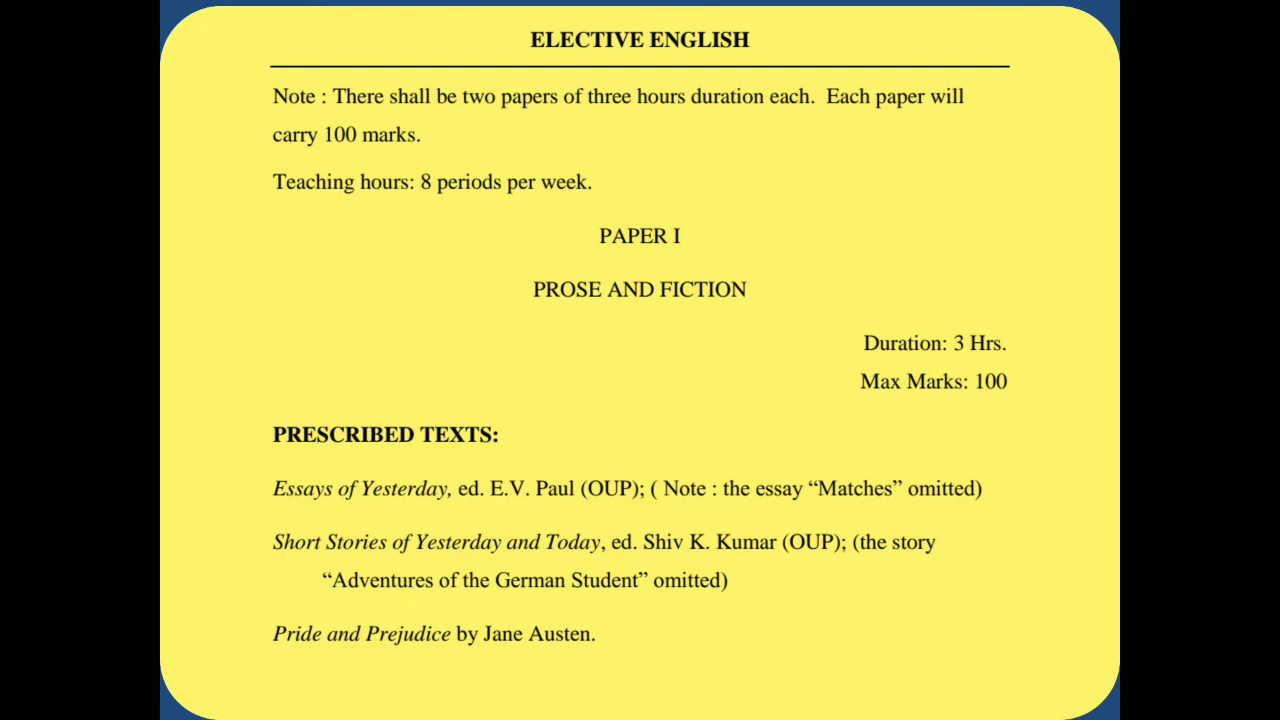 ELECTIVE ENGLISH
Note : There shall be two papers of three hours duration each.  Each paper will
carry 100 marks.
Teaching hours: 8 periods per week.
PAPER I
PROSE AND FICTION
Duration: 3 Hrs.
Max Marks: 100
PRESCRIBED TEXTS:
Essays of Yesterday, ed. E.V. Paul (OUP); ( Note : the essay “Matches” omitted)
Short Stories of Yesterday and Today, ed. Shiv K. Kumar (OUP); (the story
“Adventures of the German Student” omitted)
Pride and Prejudice by Jane Austen.